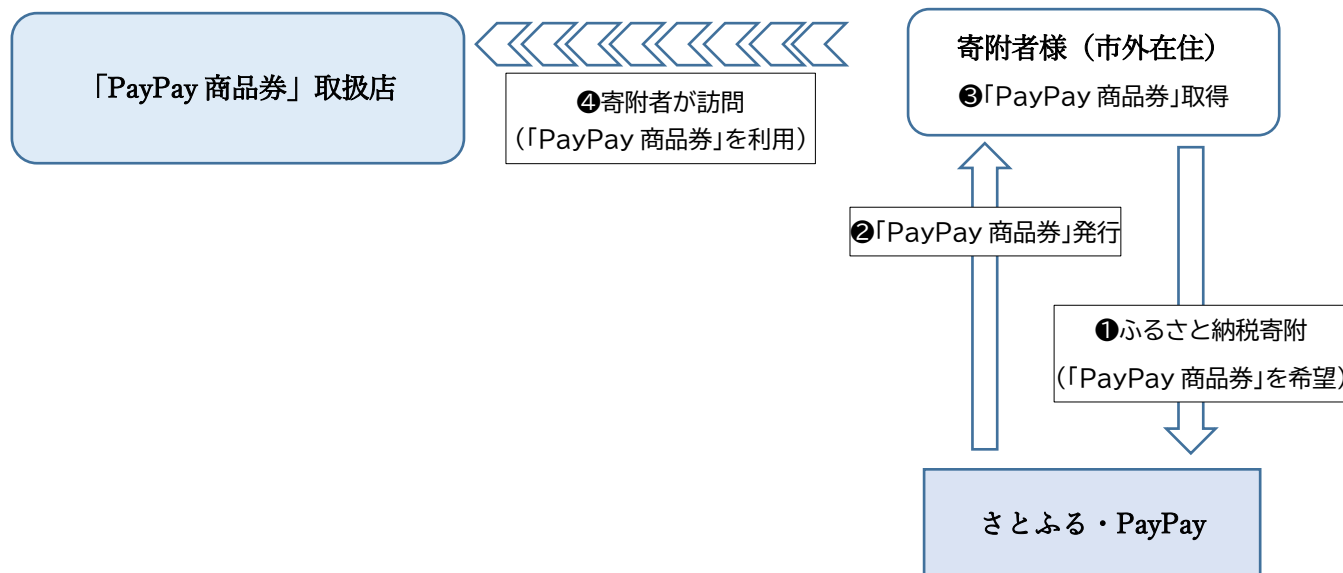 「PayPay 商品券」取扱店
❹寄附者が訪問
(「PayPay 商品券」を利用)
寄附者様（市外在住）
❸「PayPay 商品券」取得
❷「PayPay 商品券」発行
❶ふるさと納税寄附
(「PayPay 商品券」を希望)
さとふる・PayPay